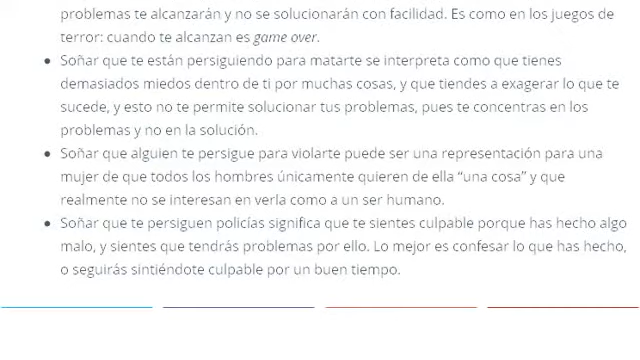 problemas te alcanzarán y no se solucionarán con facilidad. Es como en los juegos de
terror: cuando te alcanzan es game over.
• Soñar que te están persiguiendo para matarte se interpreta como que tienes
demasiados miedos dentro de ti por muchas cosas, y que tiendes a exagerar lo que te
sucede, y esto no te permite solucionar tus problemas, pues te concentras en los
problemas y no en la solución.
• Soñar que alguien te persigue para violarte puede ser una representación para una
mujer de que todos los hombres únicamente quieren de ella “una cosa” y que
realmente no se interesan en verla como a un ser humano.
• Soñar que te persiguen policías significa que te sientes culpable porque has hecho algo
malo, y sientes que tendrás problemas por ello. Lo mejor es confesar lo que has hecho,
o seguirás sintiéndote culpable por un buen tiempo.